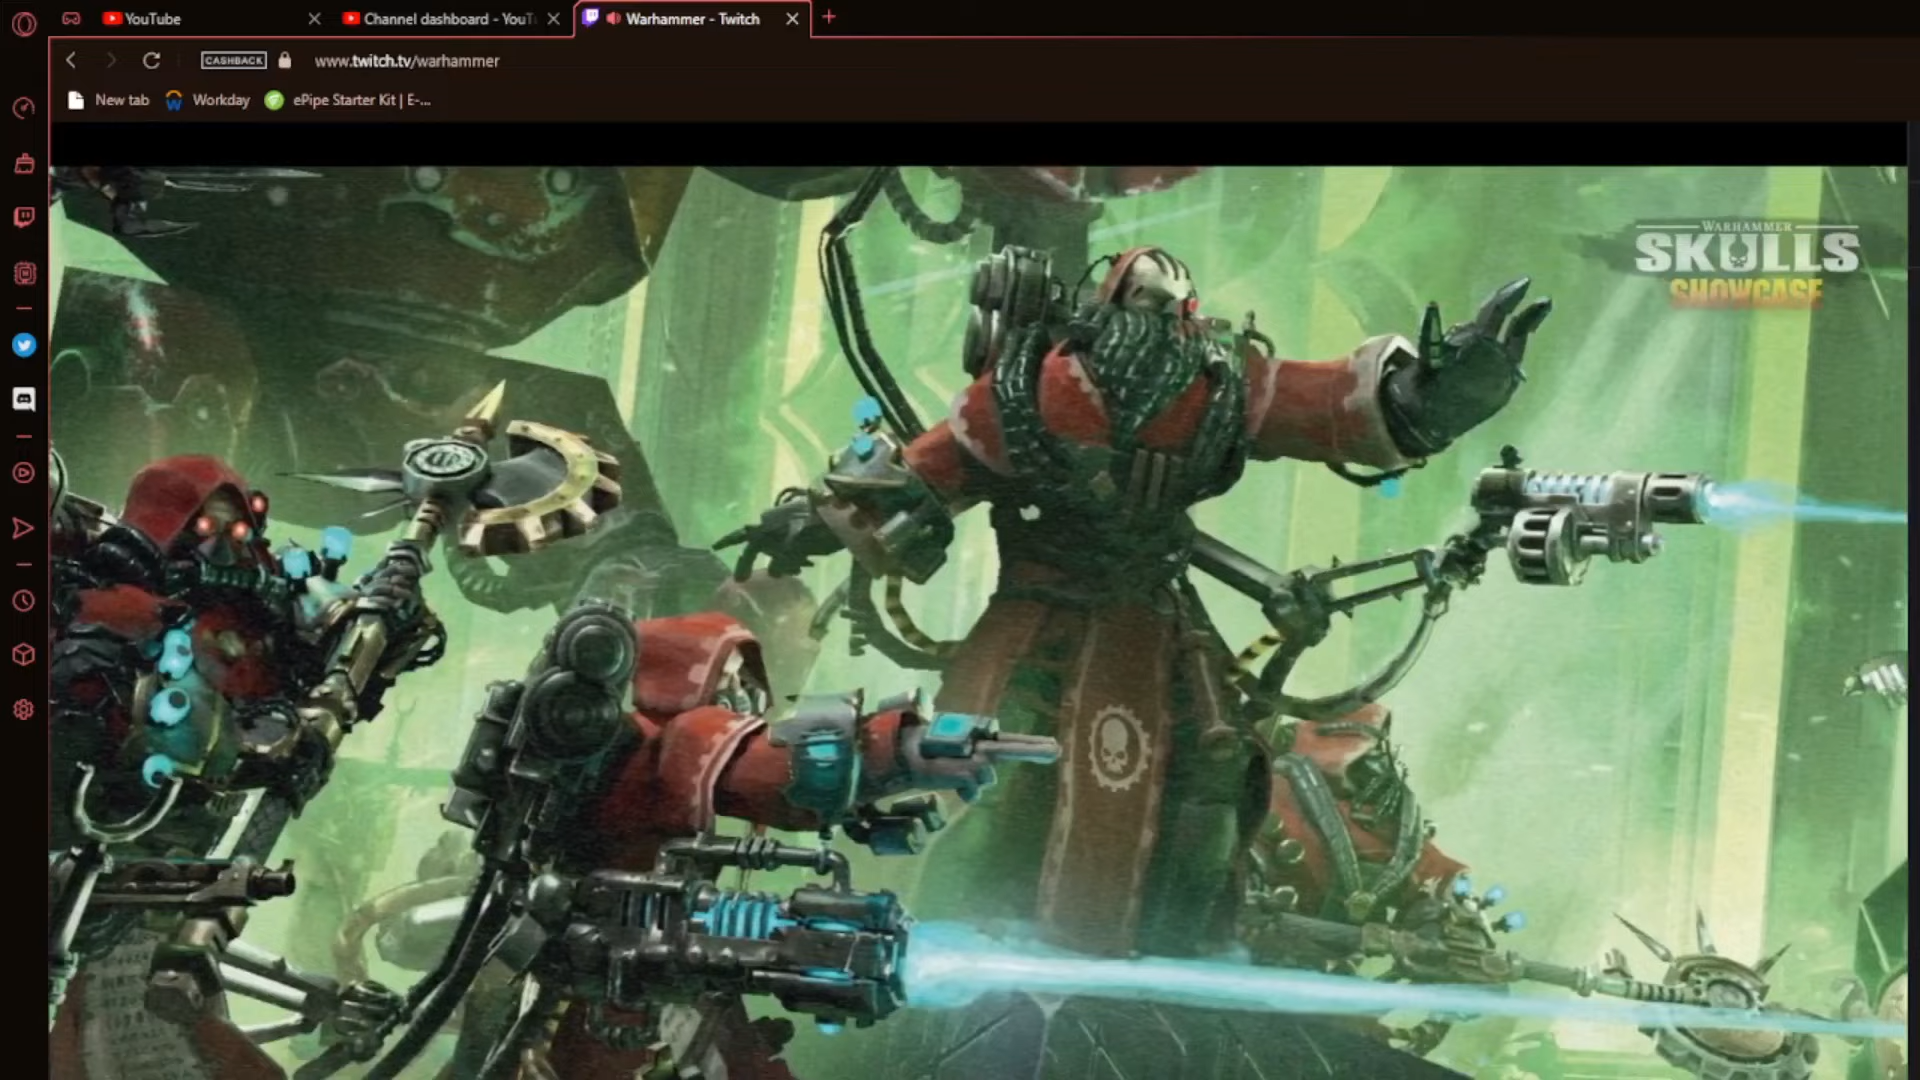 YouTube
Channel dashboard - YouT
Warhammer - Twitch
CASHBACK
www.twitch.tv/warhammer
New tab
Workday
ePipe Starter Kit | E-...
WARHAMMER
SKULLS
SHOWCASE